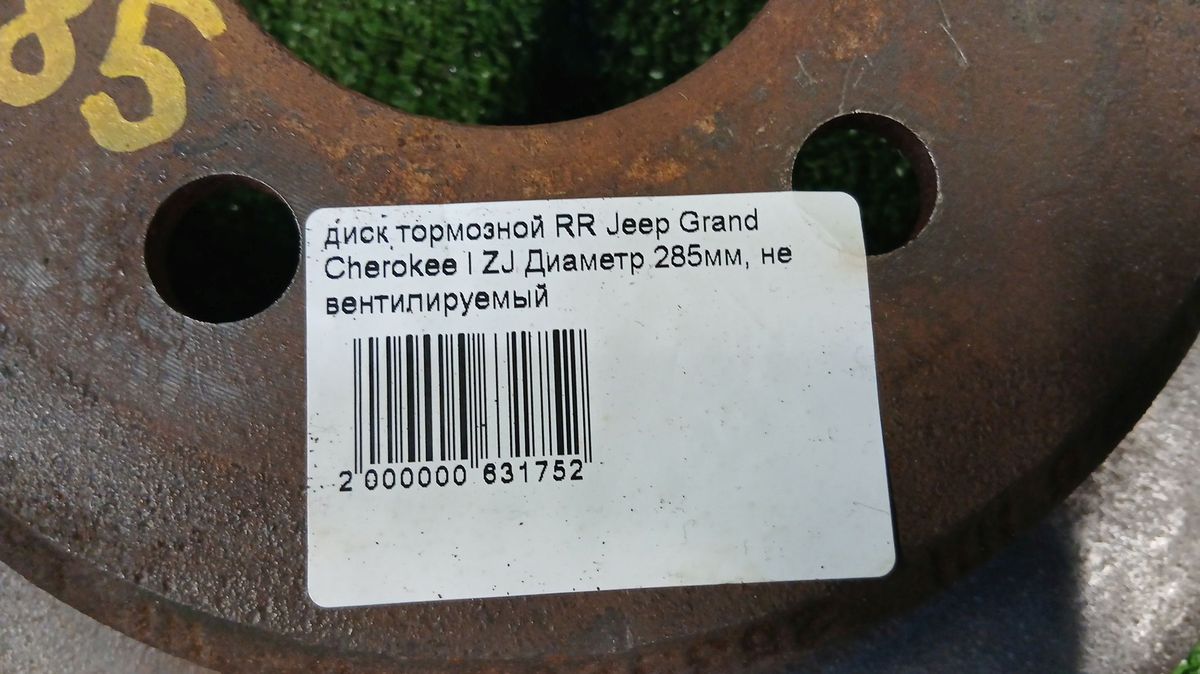 85
диск тормозной RR Jeep Grand
Cherokee I ZJ Диаметр 285мм, не
вентилируемый
2 000000 631752